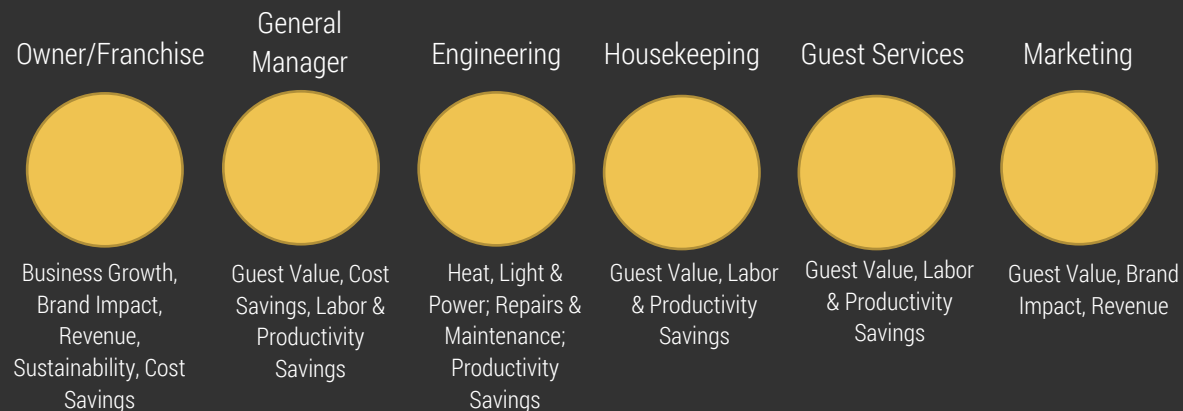 Owner/Franchise
General
Manager
Engineering
Housekeeping
Guest Services
Marketing
Business Growth,
Brand Impact,
Revenue,
Sustainability, Cost
Savings
Guest Value, Cost
Savings, Labor &
Productivity
Savings
Heat, Light &
Power; Repairs &
Maintenance;
Productivity
Savings
Guest Value, Labor
& Productivity
Savings
Guest Value, Labor
& Productivity
Savings
Guest Value, Brand
Impact, Revenue